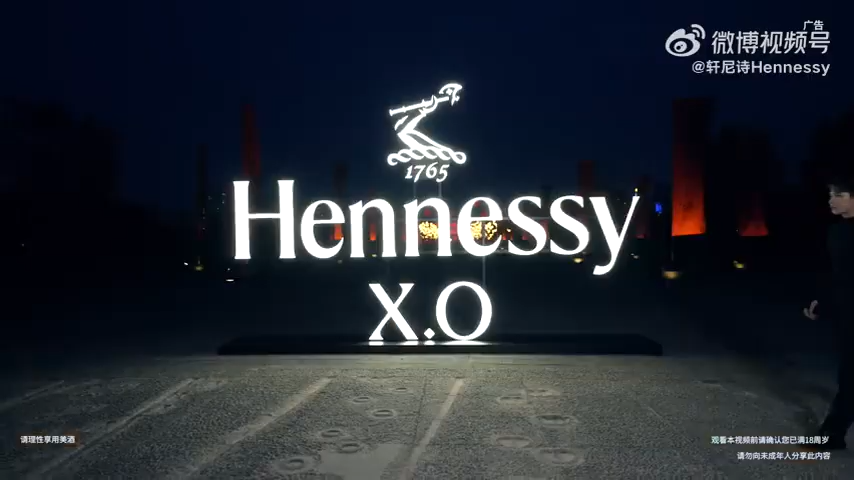 广告
微博视频号
@轩尼诗Hennessy
1765
Hennessy
X.O
请理性享用美酒
观看本视频前请确认您已满18周岁
请勿向未成年人分享此内容